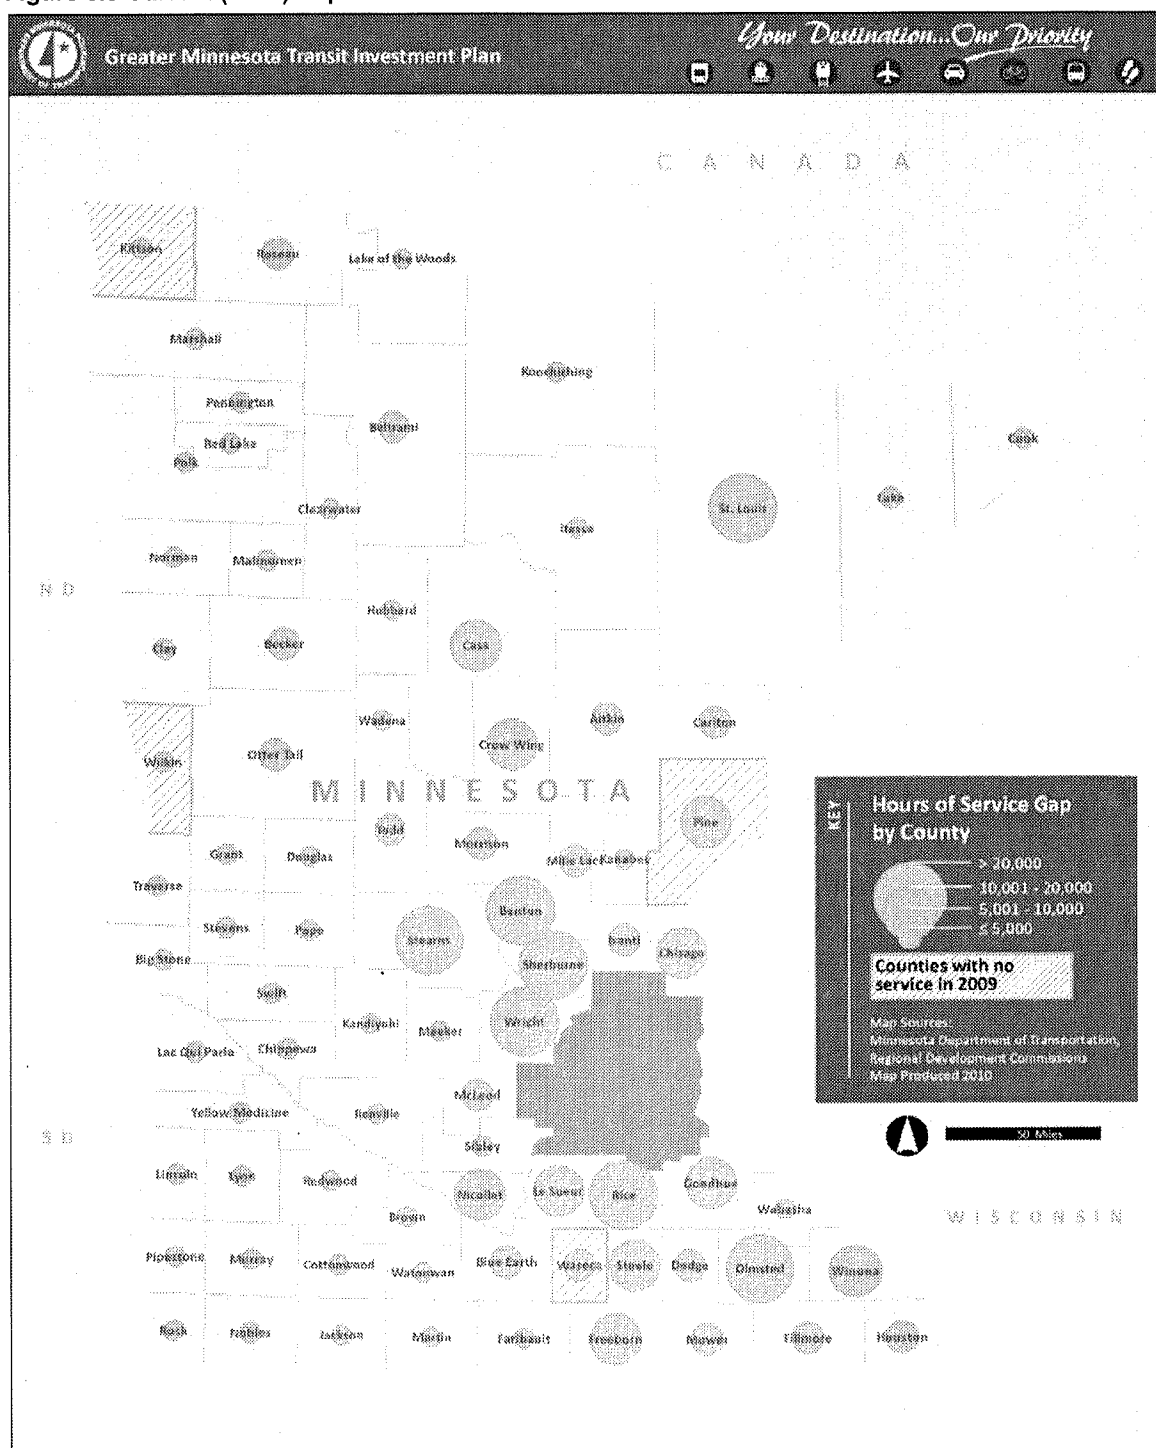 Your Destination...Our Priority
Greater Minnesota Transit Investment Plan
CANADA
Kittson
Roseau
Lake of the Woods
Marshall
Koochiching
Pennington
Beltrami
Red Lake
Cook
Polk
Lake
St. Louis
Clearwater
Itasca
Norman
Mahnomen
ND
Hubbard
Clay
Becker
Cass
Wadena
Aitkin
Carlton
Crow Wing
Otter Tail
Wilkin
MINNESOTA
Pine
Todd
Morrison
Grant
Douglas
Mille Lacs
Kanabec
Traverse
Benton
Stevens
Pope
Stearns
Isanti
Chisago
Big Stone
Sherburne
Swift
Kandiyohi
Meeker
Wright
Lac Qui Parle
Chippewa
McLeod
Yellow Medicine
Renville
SD
Sibley
Lincoln
Lyon
Redwood
Nicollet
Le Sueur
Rice
Goodhue
Brown
Wabasha
WISCONSIN
Pipestone
Murray
Cottonwood
Watonwan
Blue Earth
Waseca
Steele
Dodge
Olmsted
Winona
Rock
Nobles
Jackson
Martin
Faribault
Freeborn
Mower
Fillmore
Houston
KEY
Hours of Service Gap
by County
> 20,000
10,001 - 20,000
5,001 - 10,000
≤ 5,000
Counties with no
service in 2009
Map Sources:
Minnesota Department of Transportation,
Regional Development Commissions
Map Produced 2010
50 Miles